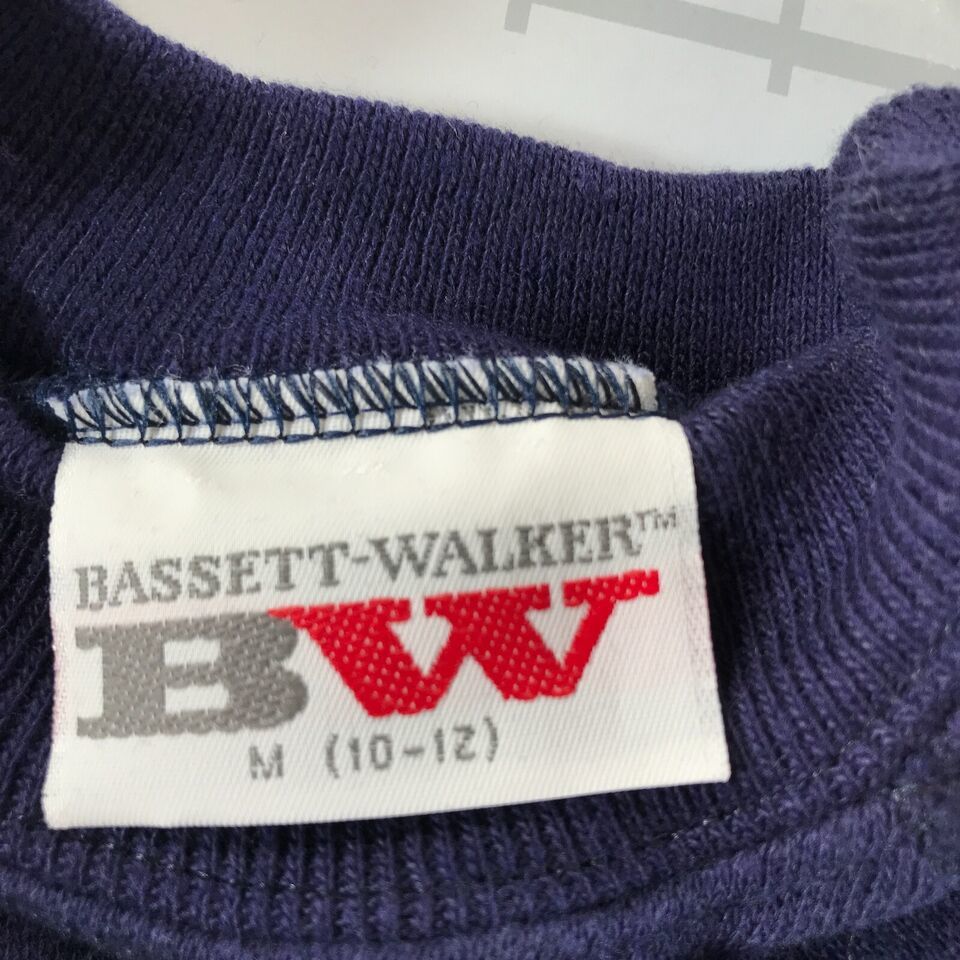 BASSETT-WALKER™
BW
M (10-12)